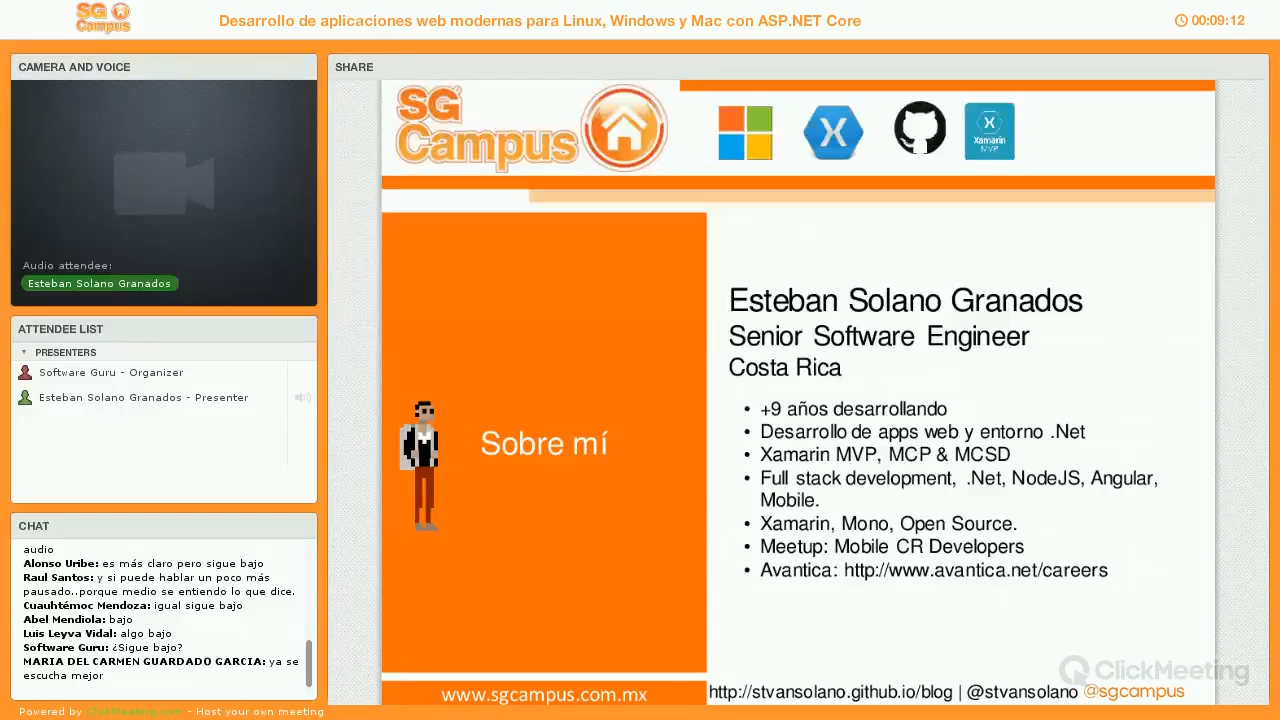 SG Campus
Desarrollo de aplicaciones web modernas para Linux, Windows y Mac con ASP.NET Core
00:09:12
CAMERA AND VOICE
Audio attendee:
Esteban Solano Granados
ATTENDEE LIST
PRESENTERS
Software Guru - Organizer
Esteban Solano Granados - Presenter
CHAT
audio
Alonso Uribe: es más claro pero sigue bajo
Raul Santos: y si puede hablar un poco más
pausado..porque medio se entiendo lo que dice.
Cuauhtémoc Mendoza: igual sigue bajo
Abel Mendiola: bajo
Luis Leyva Vidal: algo bajo
Software Guru: ¿Sigue bajo?
MARIA DEL CARMEN GUARDADO GARCIA: ya se
escucha mejor
Powered by ClickMeeting.com - Host your own meeting
SHARE
SG
Campus
X
X
Xamarin
MVP
Sobre mí
Esteban Solano Granados
Senior Software Engineer
Costa Rica
• +9 años desarrollando
• Desarrollo de apps web y entorno .Net
• Xamarin MVP, MCP & MCSD
• Full stack development, .Net, NodeJS, Angular,
Mobile.
• Xamarin, Mono, Open Source.
• Meetup: Mobile CR Developers
• Avantica: http://www.avantica.net/careers
ClickMeeting
www.sgcampus.com.mx
http://stvansolano.github.io/blog | @stvansolano @sgcampus